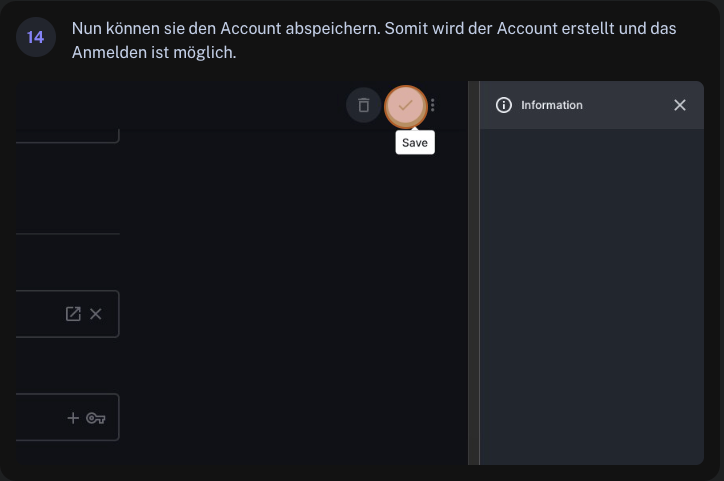 14
Nun können sie den Account abspeichern. Somit wird der Account erstellt und das
Anmelden ist möglich.
Information
Save